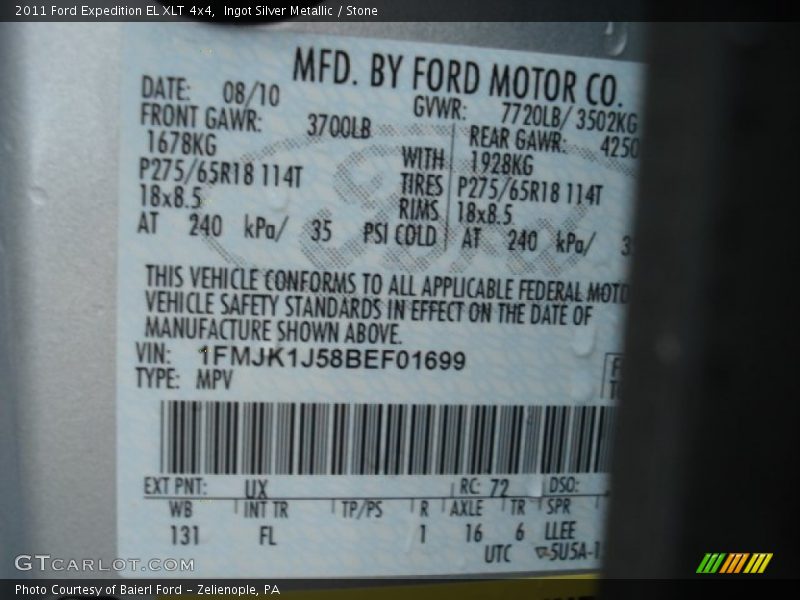 2011 Ford Expedition EL XLT 4x4, Ingot Silver Metallic / Stone
MFD. BY FORD MOTOR CO.
DATE: 08/10 GVWR: 7720LB/ 3502KG
FRONT GAWR: 3700LB REAR GAWR: 4250
1678KG WITH 1928KG
P275/65R18 114T TIRES P275/65R18 114T
18x8.5 RIMS 18x8.5
AT 240 kPa/ 35 PSI COLD AT 240 kPa/
THIS VEHICLE CONFORMS TO ALL APPLICABLE FEDERAL MOTO
VEHICLE SAFETY STANDARDS IN EFFECT ON THE DATE OF
MANUFACTURE SHOWN ABOVE.
VIN: 1FMJK1J58BEF01699
TYPE: MPV
EXT PNT: UX RC: 72 DSO:
WB INT TR TP/PS R AXLE TR SPR
131 FL 1 16 6 LLEE
UTC 5U5A-1
GTCARLOT.COM
Photo Courtesy of Baierl Ford – Zelienople, PA